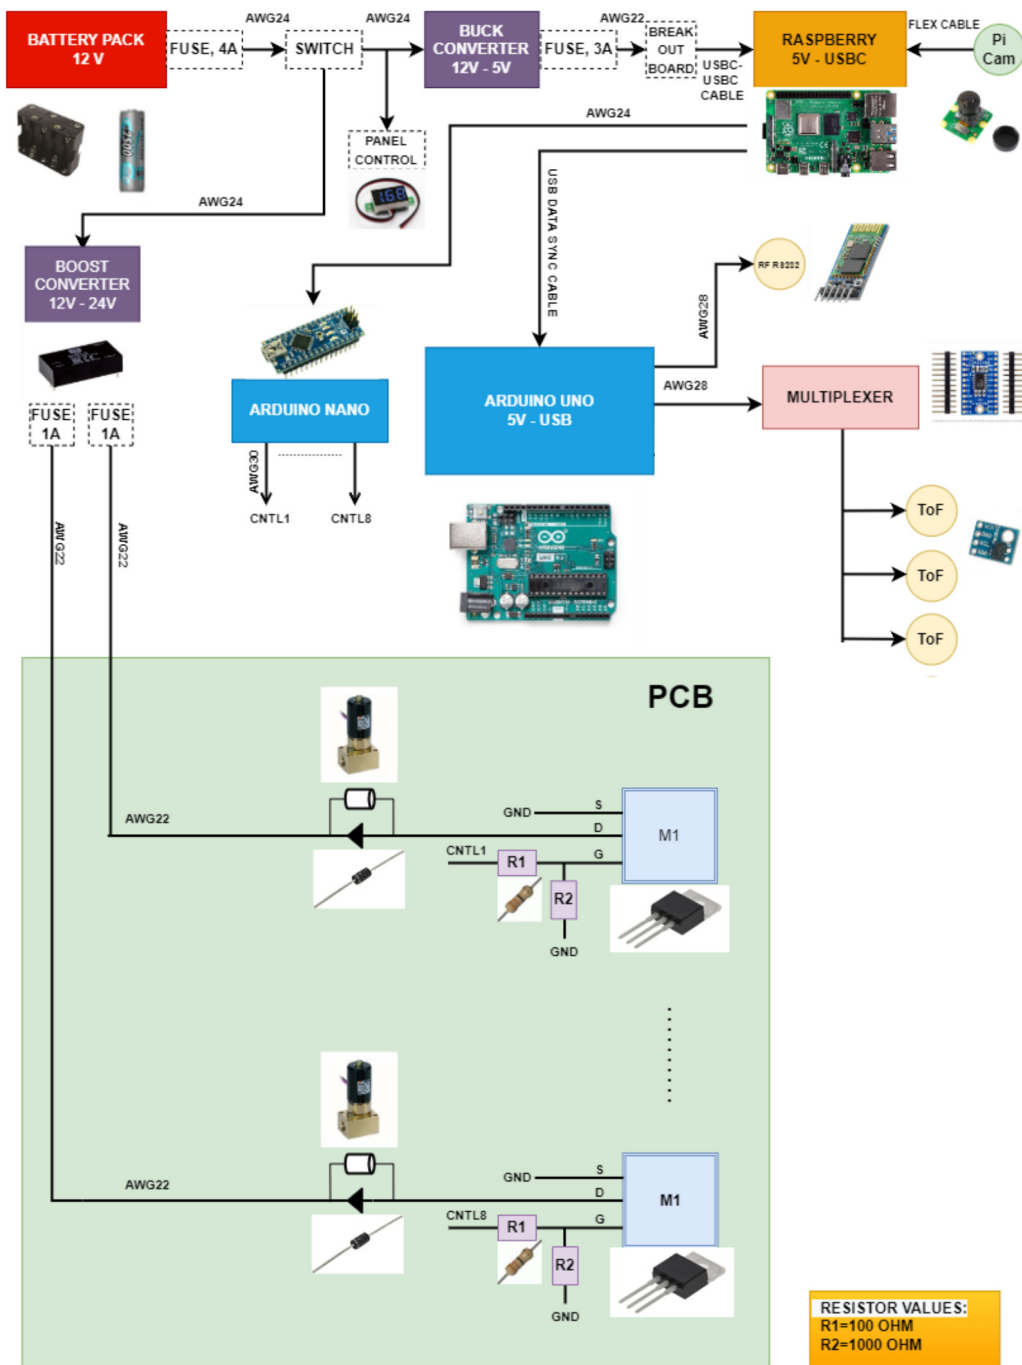 AWG24
AWG24
AWG22
FLEX CABLE
BATTERY PACK
12 V
FUSE, 4A
SWITCH
BUCK
CONVERTER
12V - 5V
FUSE, 3A
BREAK
OUT
BOARD
USBC-
USBC
CABLE
RASPBERRY
5V - USBC
Pi
Cam
AWG24
PANEL
CONTROL
2500
168
AWG24
USB DATA SYNC CABLE
BOOST
CONVERTER
12V - 24V
AWG28
FUSE
1A
FUSE
1A
ARDUINO NANO
ARDUINO UNO
5V - USB
AWG28
MULTIPLEXER
AWG30
CNTL1
CNTL8
ToF
ToF
ToF
ARDUINO
AWG22
AWG22
PCB
AWG22
GND
S
D
G
M1
CNTL1
R1
R2
GND
AWG22
GND
S
D
G
M1
CNTL8
R1
R2
GND
RESISTOR VALUES:
R1=100 OHM
R2=1000 OHM